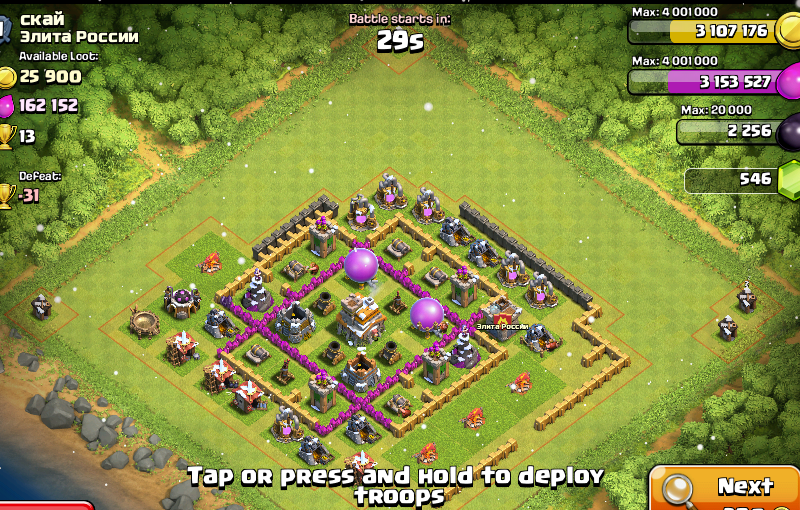 скай
Элита России
Available Loot:
25 900
162 152
13
Defeat:
-31
Battle starts in:
29s
Max: 4 001 000
3 107 176
Max: 4 001 000
3 153 527
Max: 20 000
2 256
546
Элита России
Tap or press and hold to deploy
troops
Next